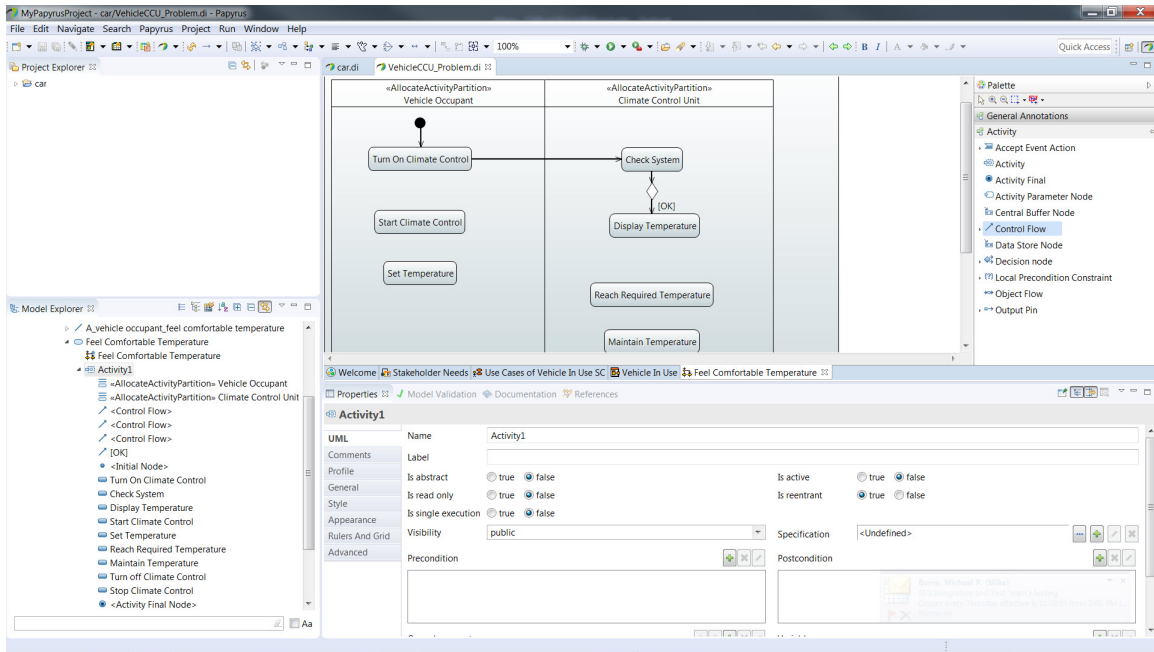 MyPapyrusProject - car/VehicleCCU_Problem.di - Papyrus
File Edit Navigate Search Papyrus Project Run Window Help
100%
B I A
Quick Access
Project Explorer
car
car.di
VehicleCCU_Problem.di
«AllocateActivityPartition»
Vehicle Occupant
«AllocateActivityPartition»
Climate Control Unit
Turn On Climate Control
Check System
[OK]
Start Climate Control
Display Temperature
Set Temperature
Reach Required Temperature
Maintain Temperature
Palette
General Annotations
Activity
Accept Event Action
Activity
Activity Final
Activity Parameter Node
Central Buffer Node
Control Flow
Data Store Node
Decision node
Local Precondition Constraint
Object Flow
Output Pin
Model Explorer
A_vehicle occupant_feel comfortable temperature
Feel Comfortable Temperature
Feel Comfortable Temperature
Activity1
«AllocateActivityPartition» Vehicle Occupant
«AllocateActivityPartition» Climate Control Unit
<Control Flow>
<Control Flow>
<Control Flow>
[OK]
<Initial Node>
Turn On Climate Control
Check System
Display Temperature
Start Climate Control
Set Temperature
Reach Required Temperature
Maintain Temperature
Turn off Climate Control
Stop Climate Control
<Activity Final Node>
Aa
Welcome Stakeholder Needs Use Cases of Vehicle In Use SC Vehicle In Use Feel Comfortable Temperature
Properties Model Validation Documentation References
Activity1
UML
Comments
Profile
General
Style
Appearance
Rulers And Grid
Advanced
Name Activity1
Label
Is abstract true false Is active true false
Is read only true false Is reentrant true false
Is single execution true false
Visibility public Specification <Undefined>
Precondition Postcondition